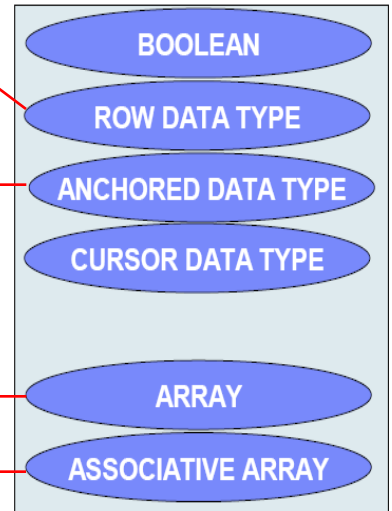 BOOLEAN
ROW DATA TYPE
ANCHORED DATA TYPE
CURSOR DATA TYPE
ARRAY
ASSOCIATIVE ARRAY